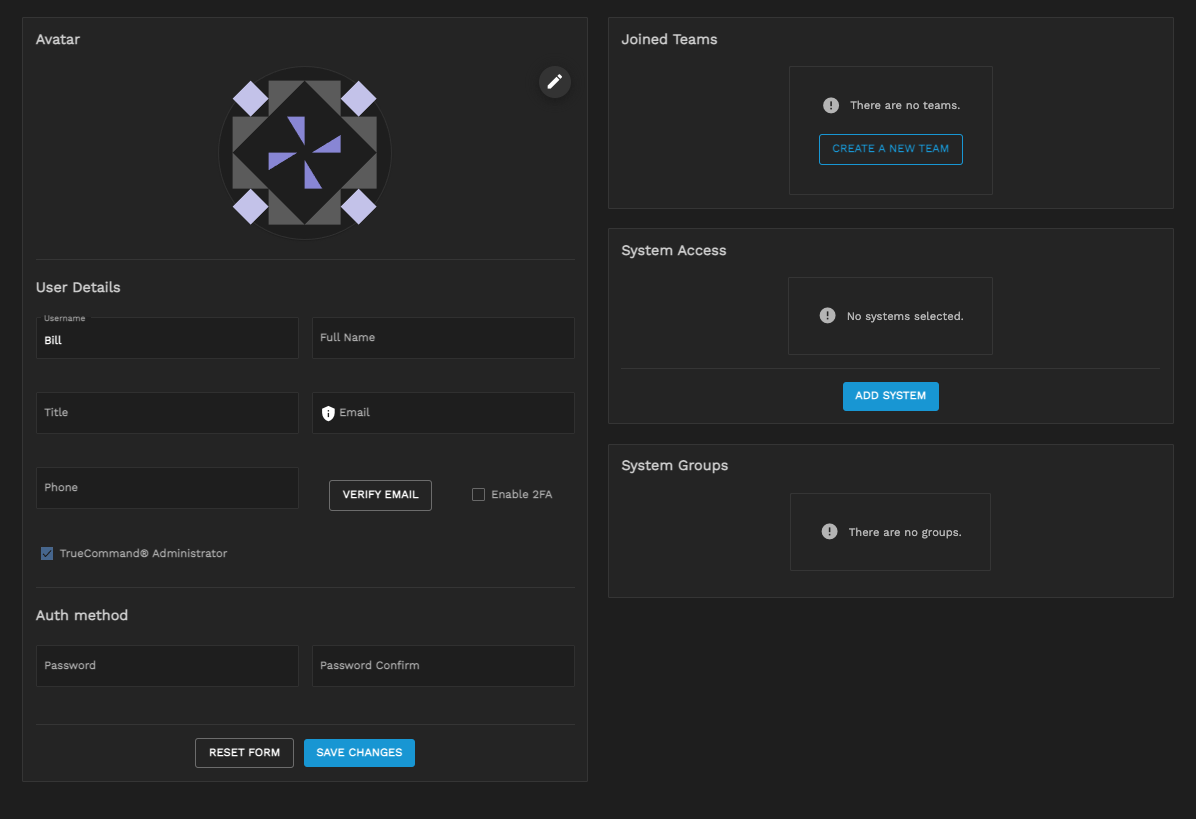 Avatar
User Details
Username
Bill
Full Name
Title
Email
Phone
VERIFY EMAIL
Enable 2FA
TrueCommand® Administrator
Auth method
Password
Password Confirm
RESET FORM
SAVE CHANGES
Joined Teams
There are no teams.
CREATE A NEW TEAM
System Access
No systems selected.
ADD SYSTEM
System Groups
There are no groups.